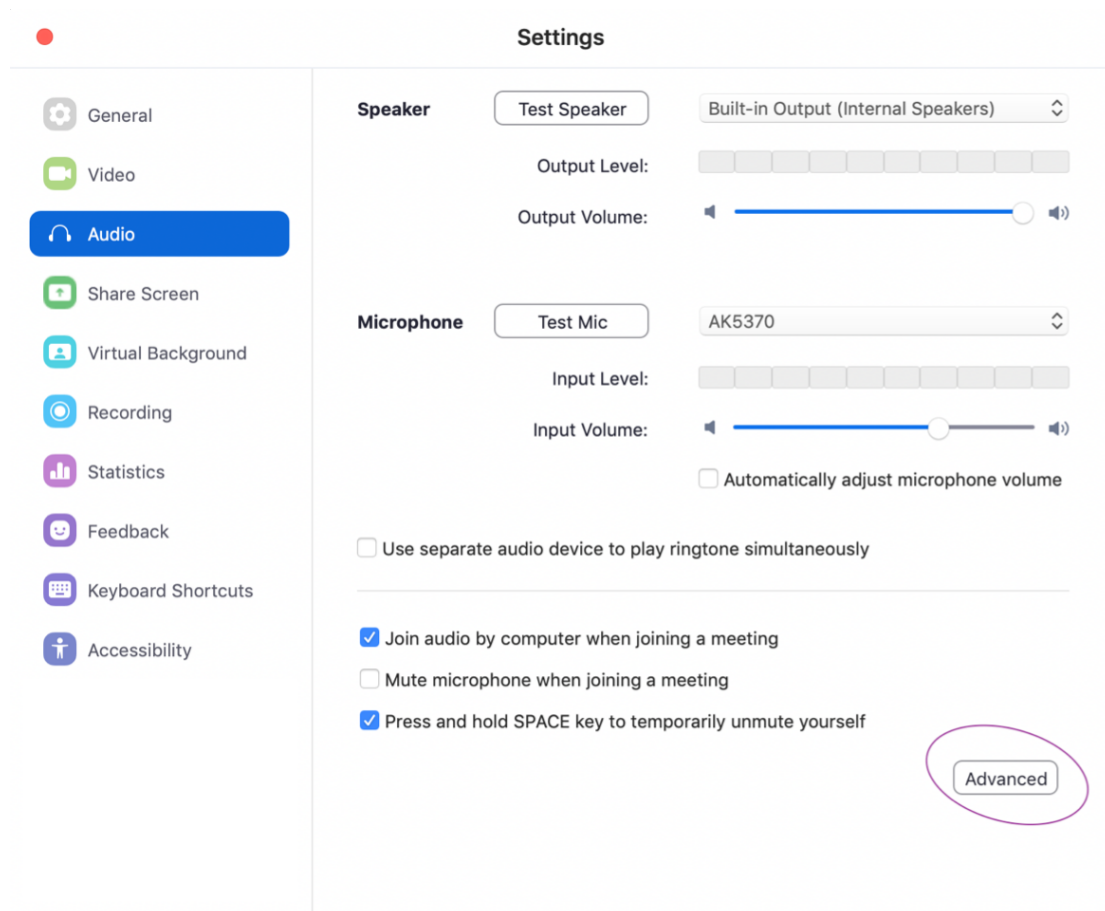 Settings
General
Video
Audio
Share Screen
Virtual Background
Recording
Statistics
Feedback
Keyboard Shortcuts
Accessibility
Speaker Test Speaker Built-in Output (Internal Speakers)
Output Level:
Output Volume:
Microphone Test Mic AK5370
Input Level:
Input Volume:
Automatically adjust microphone volume
Use separate audio device to play ringtone simultaneously
Join audio by computer when joining a meeting
Mute microphone when joining a meeting
Press and hold SPACE key to temporarily unmute yourself
Advanced